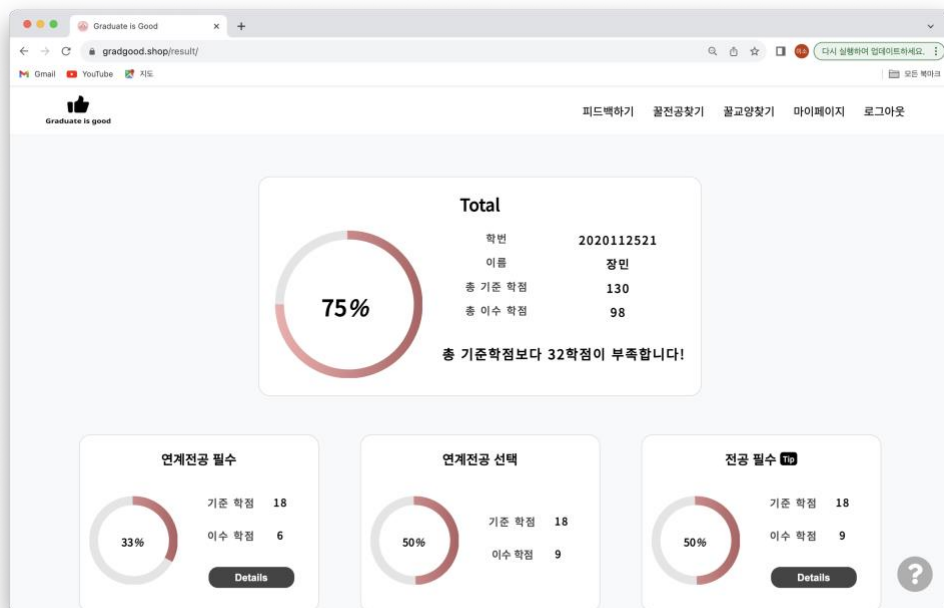 Graduate is Good
gradgood.shop/result/
다시 실행하여 업데이트하세요.
Gmail YouTube 지도 모든 북마크
Graduate is good
피드백하기 꿀전공찾기 꿀교양찾기 마이페이지 로그아웃
Total
75%
학번 2020112521
이름 장민
총 기준 학점 130
총 이수 학점 98
총 기준학점보다 32학점이 부족합니다!
연계전공 필수
33%
기준 학점 18
이수 학점 6
Details
연계전공 선택
50%
기준 학점 18
이수 학점 9
전공 필수 Tip
50%
기준 학점 18
이수 학점 9
Details
?